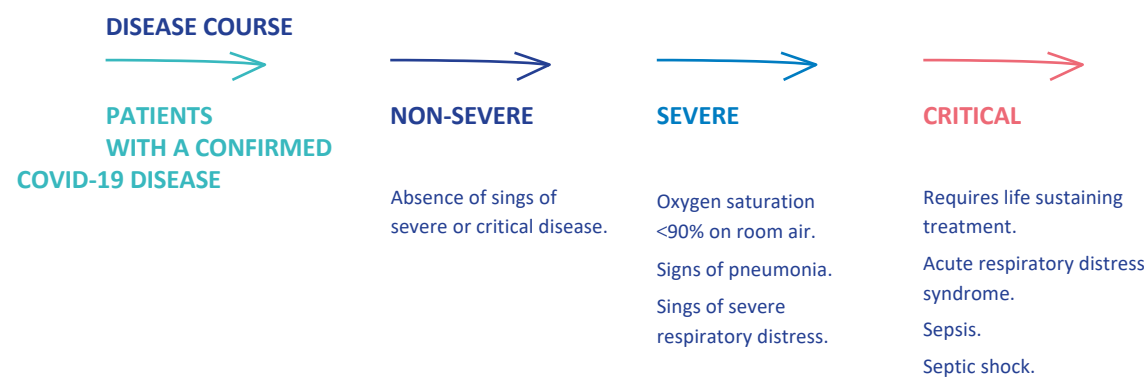 DISEASE COURSE
PATIENTS
WITH A CONFIRMED
COVID-19 DISEASE
NON-SEVERE
Absence of sings of
severe or critical disease.
SEVERE
Oxygen saturation
<90% on room air.
Signs of pneumonia.
Sings of severe
respiratory distress.
CRITICAL
Requires life sustaining
treatment.
Acute respiratory distress
syndrome.
Sepsis.
Septic shock.